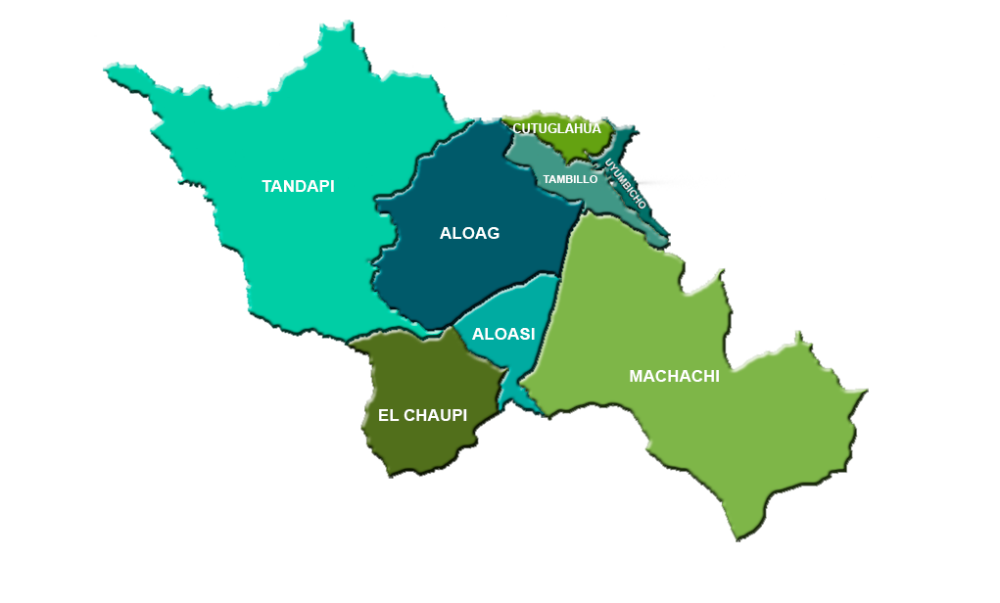 CUTUGLAHUA
TANDAPI
TAMBILLO
UYUMBICHO
ALOAG
ALOASI
MACHACHI
EL CHAUPI